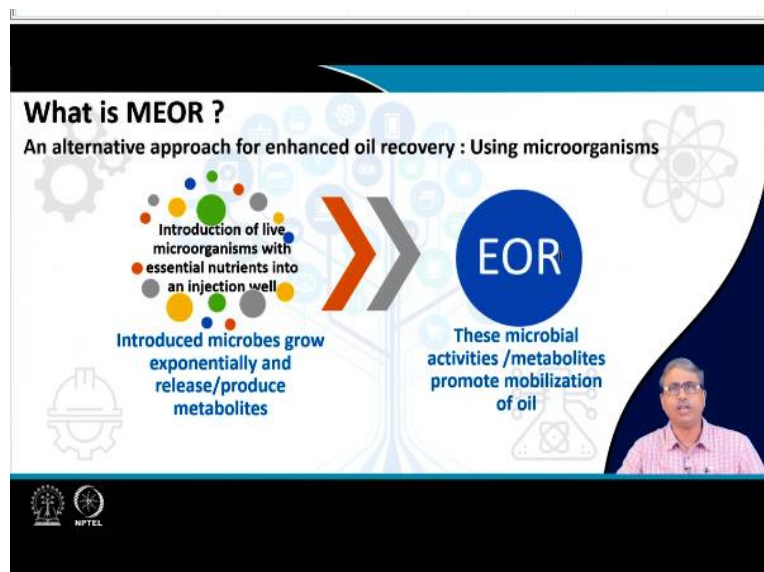 What is MEOR ?
An alternative approach for enhanced oil recovery : Using microorganisms
Introduction of live
microorganisms with
essential nutrients into
an injection well
Introduced microbes grow
exponentially and
release/produce
metabolites
EOR
These microbial
activities /metabolites
promote mobilization
of oil
NPTEL